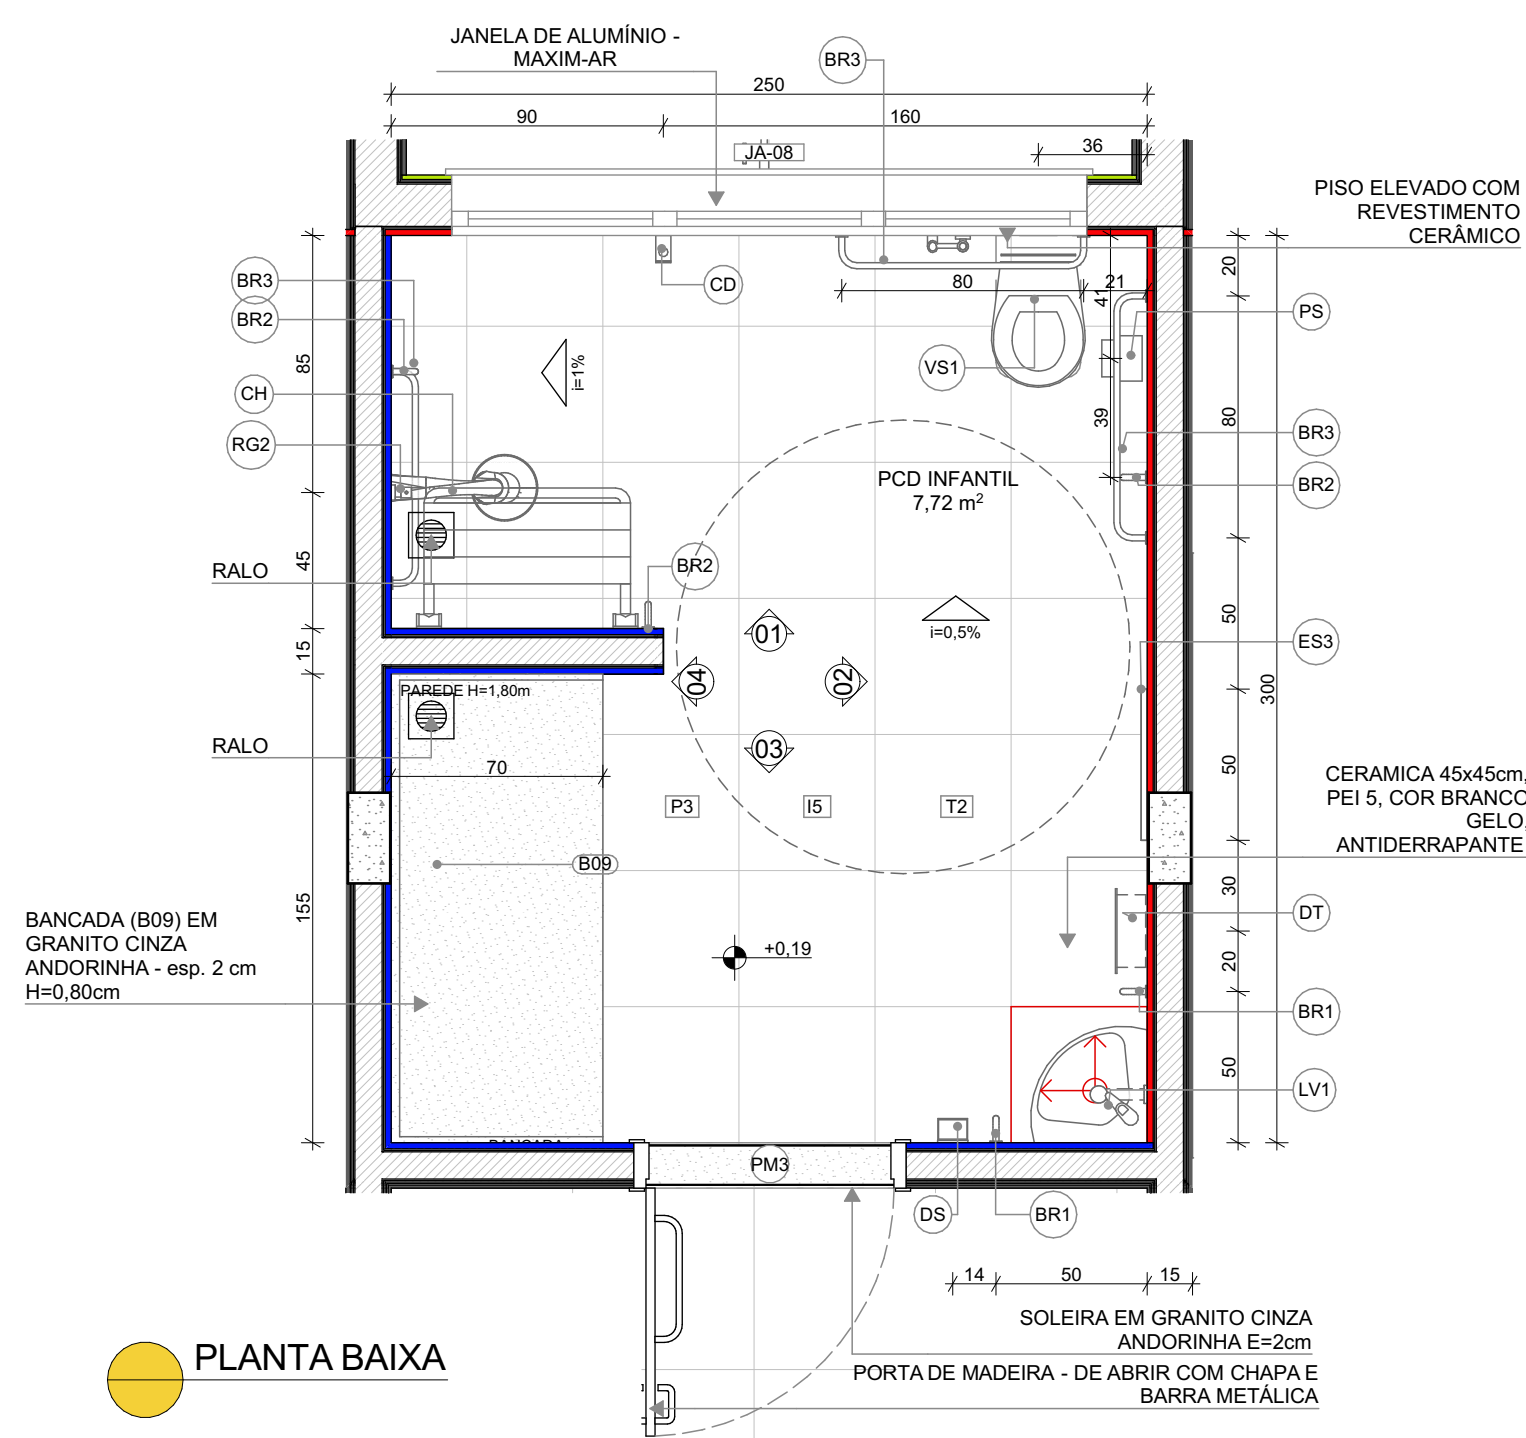 JANELA DE ALUMÍNIO -
MAXIM-AR
BR3
250
90
160
JA-08
36
PISO ELEVADO COM
REVESTIMENTO
CERÂMICO
BR3
BR2
CD
80
21
41
20
PS
85
i=1%
VS1
CH
39
80
BR3
RG2
PCD INFANTIL
7,72 m²
BR2
RALO
45
BR2
50
01
i=0,5%
ES3
15
04
02
300
PAREDE H=1,80m
RALO
03
70
50
P3
I5
T2
CERAMICA 45x45cm,
PEI 5, COR BRANCO
GELO,
ANTIDERRAPANTE
B09
155
30
DT
BANCADA (B09) EM
GRANITO CINZA
ANDORINHA - esp. 2 cm
H=0,80cm
+0,19
20
BR1
50
LV1
BANCADA
PM3
DS
BR1
14
50
15
SOLEIRA EM GRANITO CINZA
ANDORINHA E=2cm
PORTA DE MADEIRA - DE ABRIR COM CHAPA E
BARRA METÁLICA
PLANTA BAIXA